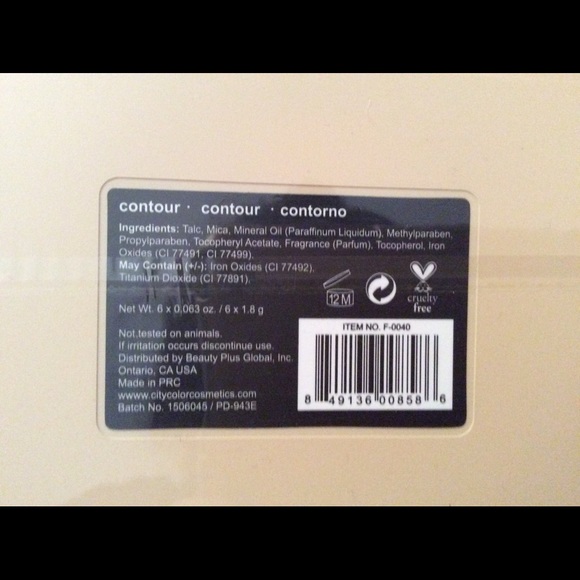 contour · contour · contorno
Ingredients: Talc, Mica, Mineral Oil (Paraffinum Liquidum), Methylparaben,
Propylparaben, Tocopheryl Acetate, Fragrance (Parfum), Tocopherol, Iron
Oxides (CI 77491, CI 77499).
May Contain (+/-): Iron Oxides (CI 77492),
Titanium Dioxide (CI 77891).
12 M
cruelty
free
Net Wt. 6 x 0,063 oz. / 6 x 1.8 g
Not tested on animals.
If irritation occurs discontinue use.
Distributed by Beauty Plus Global, Inc.
Ontario, CA USA
Made in PRC
www.citycolorcosmetics.com
Batch No. 1506045 / PD-943E
ITEM NO. F-0040
8 49136 00858 6